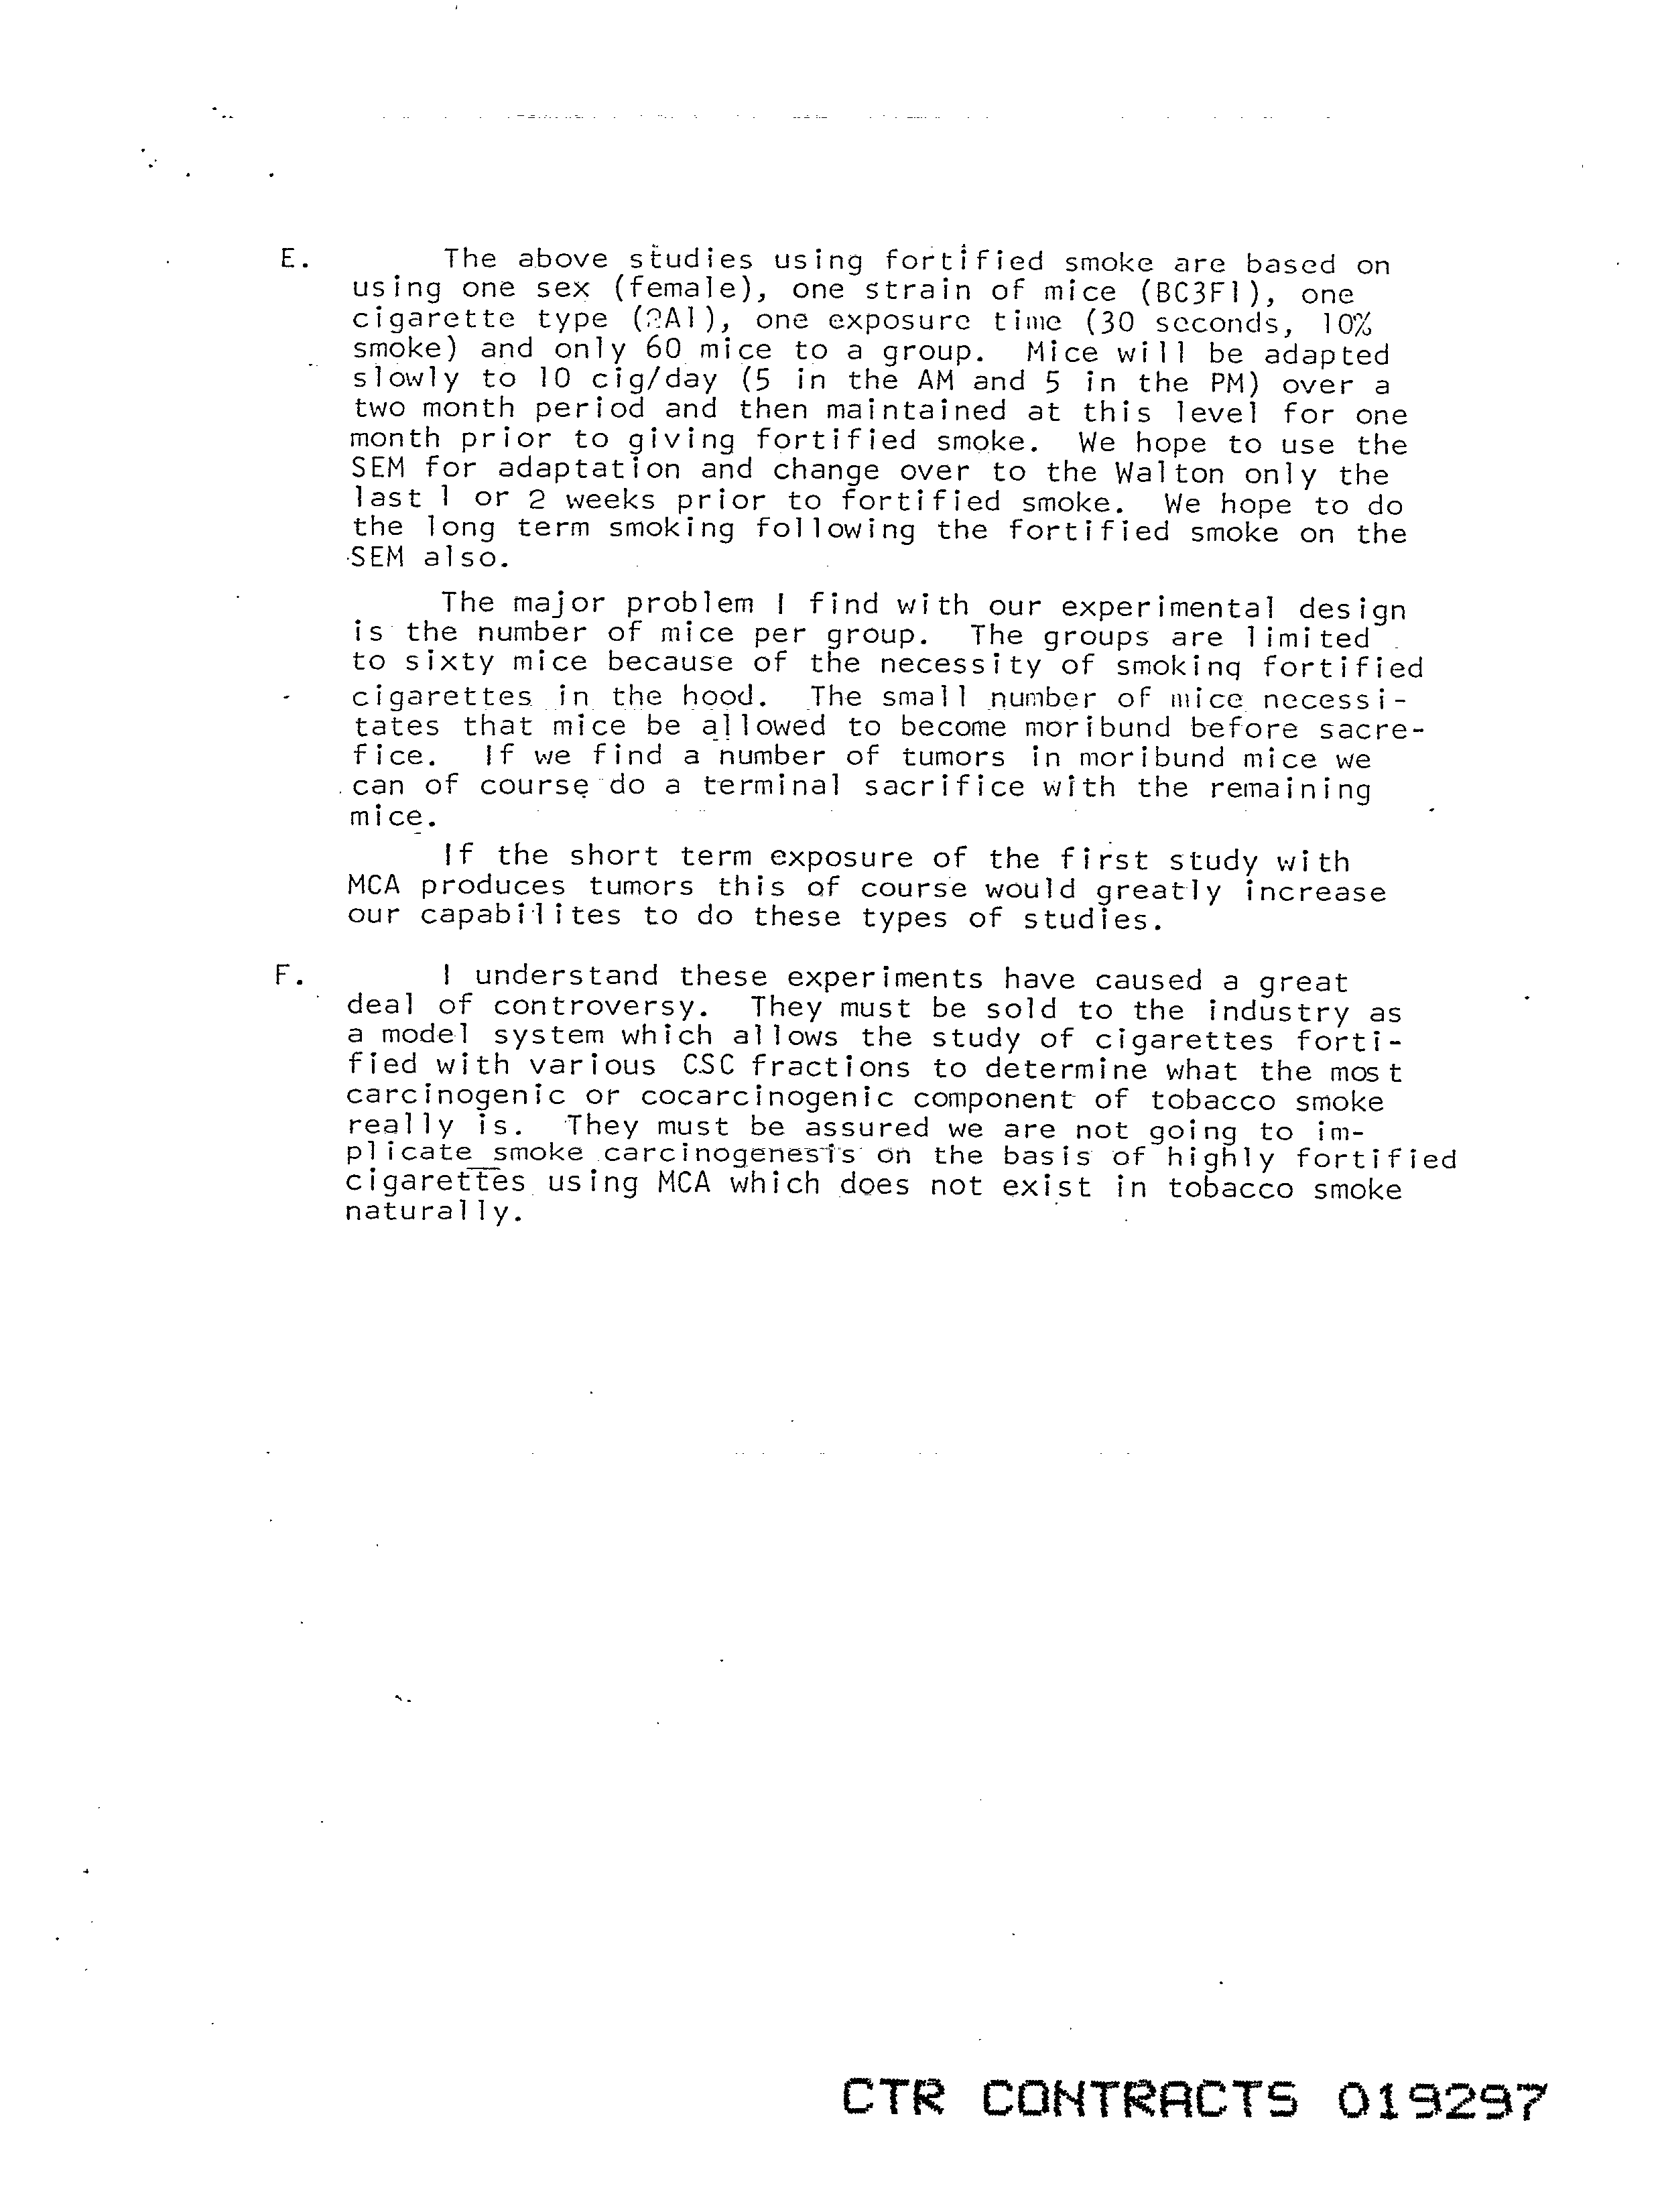 E. The above studies using fortified smoke are based on
using one sex (female), one strain of mice (BC3F1), one
cigarette type (2A1), one exposure time (30 seconds, 10%
smoke) and only 60 mice to a group. Mice will be adapted
slowly to 10 cig/day (5 in the AM and 5 in the PM) over a
two month period and then maintained at this level for one
month prior to giving fortified smoke. We hope to use the
SEM for adaptation and change over to the Walton only the
last 1 or 2 weeks prior to fortified smoke. We hope to do
the long term smoking following the fortified smoke on the
SEM also.
The major problem I find with our experimental design
is the number of mice per group. The groups are limited
to sixty mice because of the necessity of smoking fortified
cigarettes in the hood. The small number of mice necessi-
tates that mice be allowed to become moribund before sacre-
fice. If we find a number of tumors in moribund mice we
can of course do a terminal sacrifice with the remaining
mice.
If the short term exposure of the first study with
MCA produces tumors this of course would greatly increase
our capabilites to do these types of studies.
F. I understand these experiments have caused a great
deal of controversy. They must be sold to the industry as
a model system which allows the study of cigarettes forti-
fied with various CSC fractions to determine what the most
carcinogenic or cocarcinogenic component of tobacco smoke
really is. They must be assured we are not going to im-
plicate smoke carcinogenesis on the basis of highly fortified
cigarettes using MCA which does not exist in tobacco smoke
naturally.
CTR CONTRACTS 019297